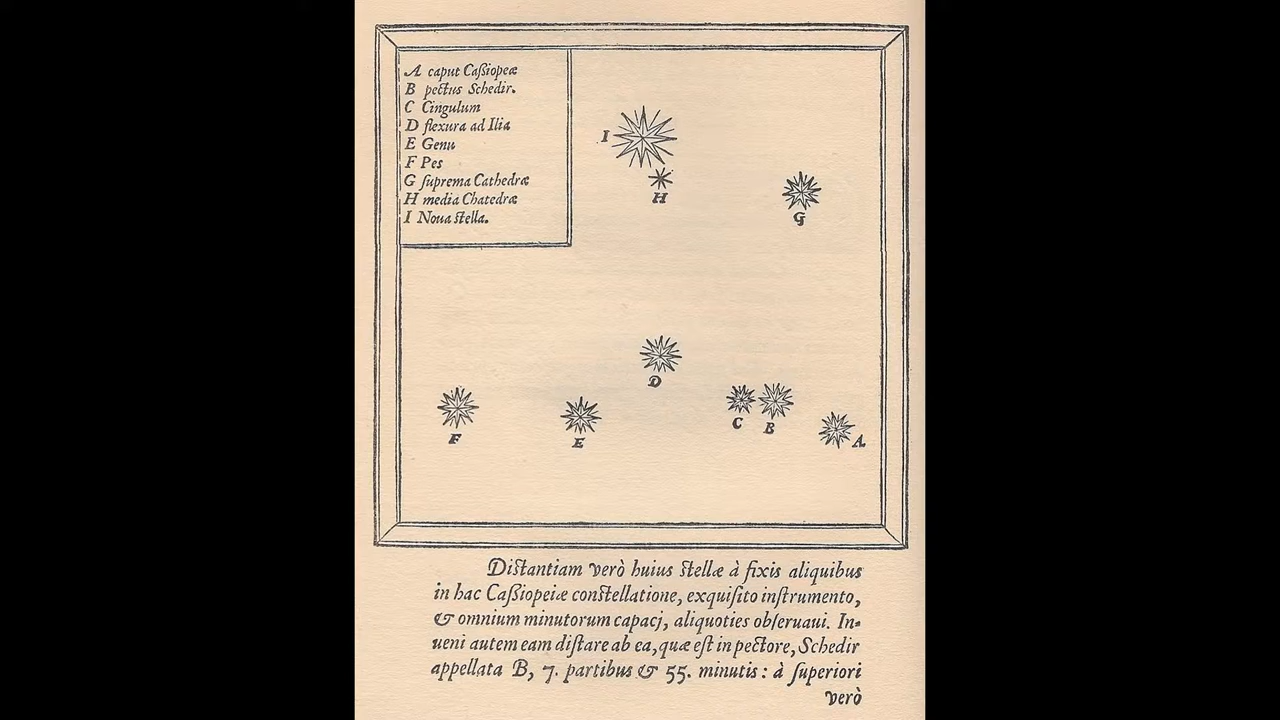 A caput Caſsiopeæ
B pectus Schedir.
C Cingulum
D flexura ad Ilia
E Genu
F Pes
G ſuprema Cathedræ
H media Chatedræ
I Noua ſtella.
I
H
G
D
F
E
C
B
A
Distantiam verò huius ſtellæ à fixis aliquibus
in hac Caſsiopeiæ conſtellatione, exquiſito inſtrumento,
& omnium minutorum capacj, aliquoties obſeruaui. In-
ueni autem eam diſtare ab ea, quæ eſt in pectore, Schedir
appellata B, 7. partibus & 55. minutis: à ſuperiori
verò